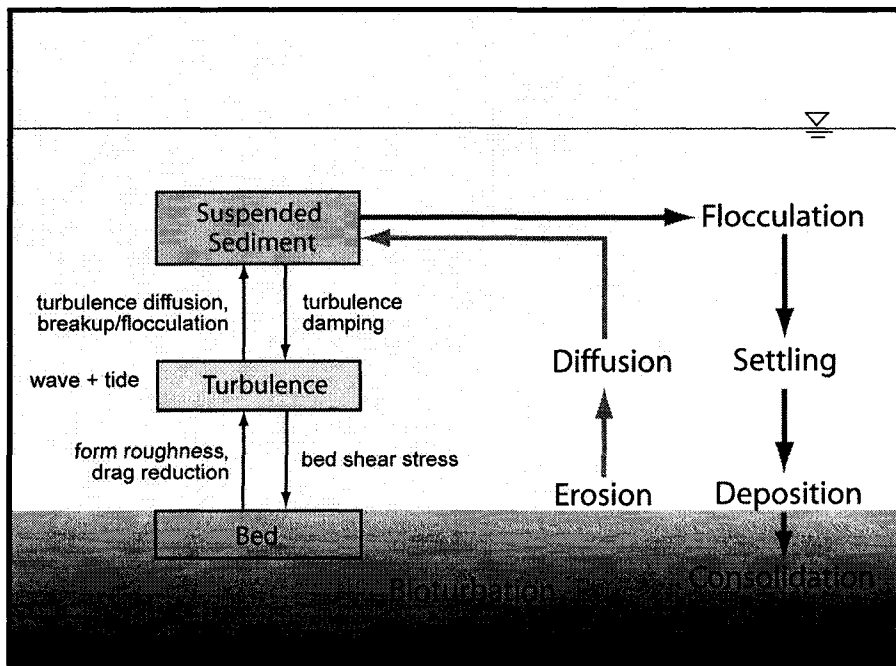 Suspended
Sediment
Flocculation
turbulence diffusion,
breakup/flocculation
turbulence
damping
wave + tide
Turbulence
Diffusion
Settling
form roughness,
drag reduction
bed shear stress
Erosion
Deposition
Bed
Bioturbation
Consolidation